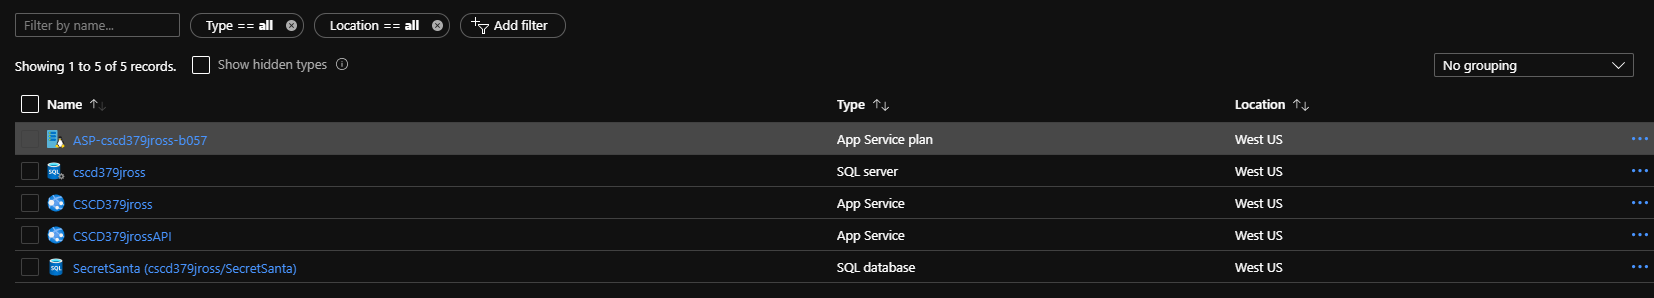 Filter by name...
Type == all
Location == all
Add filter
Showing 1 to 5 of 5 records.
Show hidden types
No grouping
Name Type Location
ASP-cscd379jross-b057 App Service plan West US
SQL cscd379jross SQL server West US
CSCD379jross App Service West US
CSCD379jrossAPI App Service West US
SQL SecretSanta (cscd379jross/SecretSanta) SQL database West US